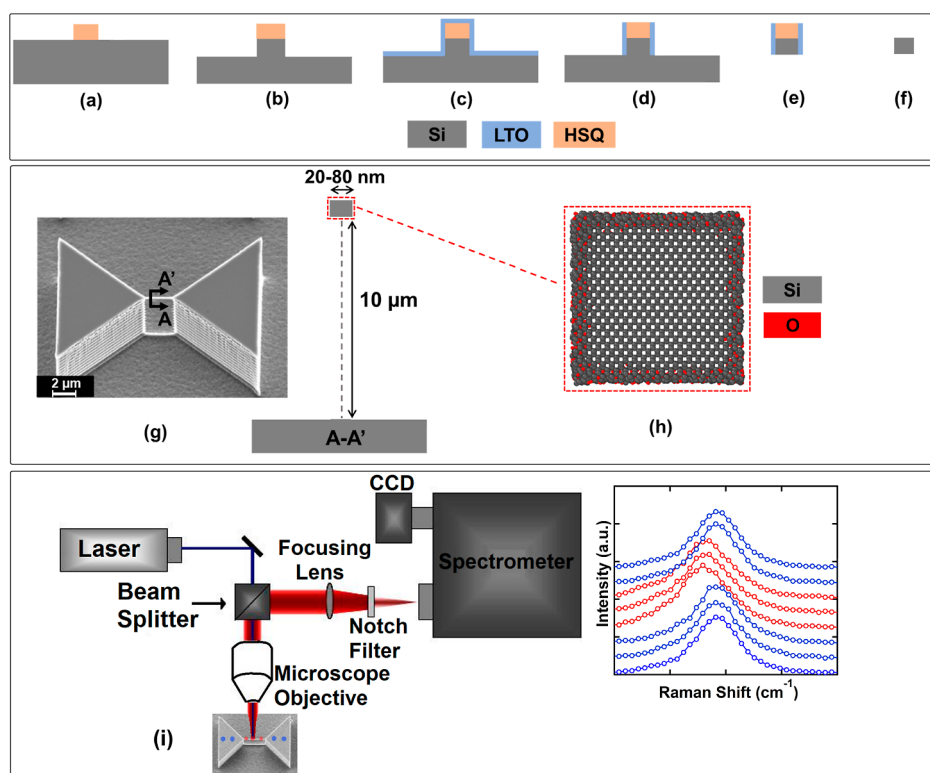 (a)
(b)
(c)
(d)
(e)
(f)
Si
LTO
HSQ
20-80 nm
A'
A
2 µm
10 µm
Si
O
(g)
A-A'
(h)
CCD
Laser
Focusing
Lens
Spectrometer
Beam
Splitter
Notch
Filter
Microscope
Objective
(i)
Intensity (a.u.)
Raman Shift (cm⁻¹)